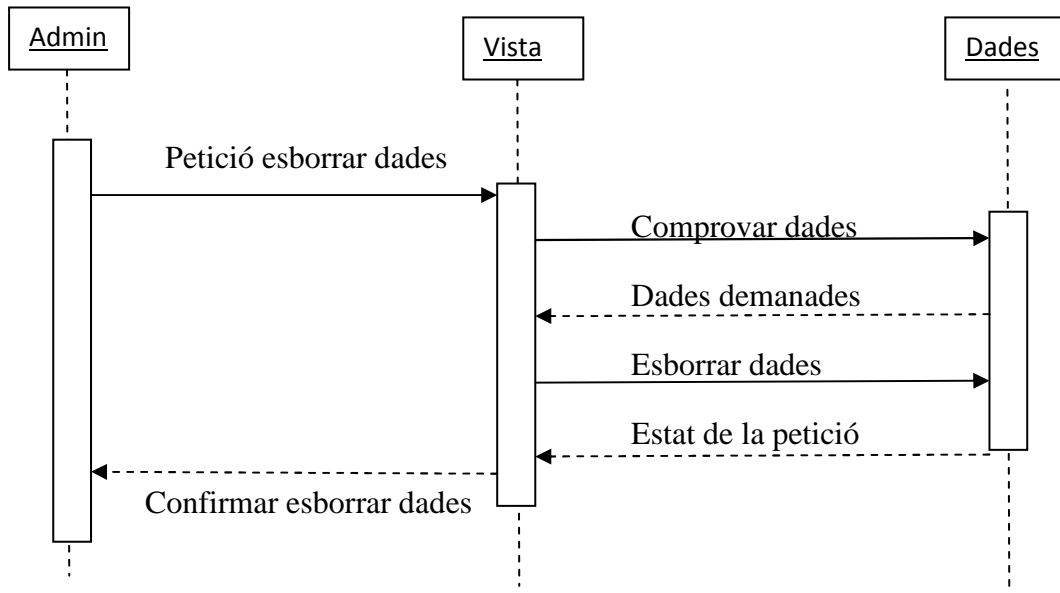 Admin
Vista
Dades
Petició esborrar dades
Comprovar dades
Dades demanades
Esborrar dades
Estat de la petició
Confirmar esborrar dades